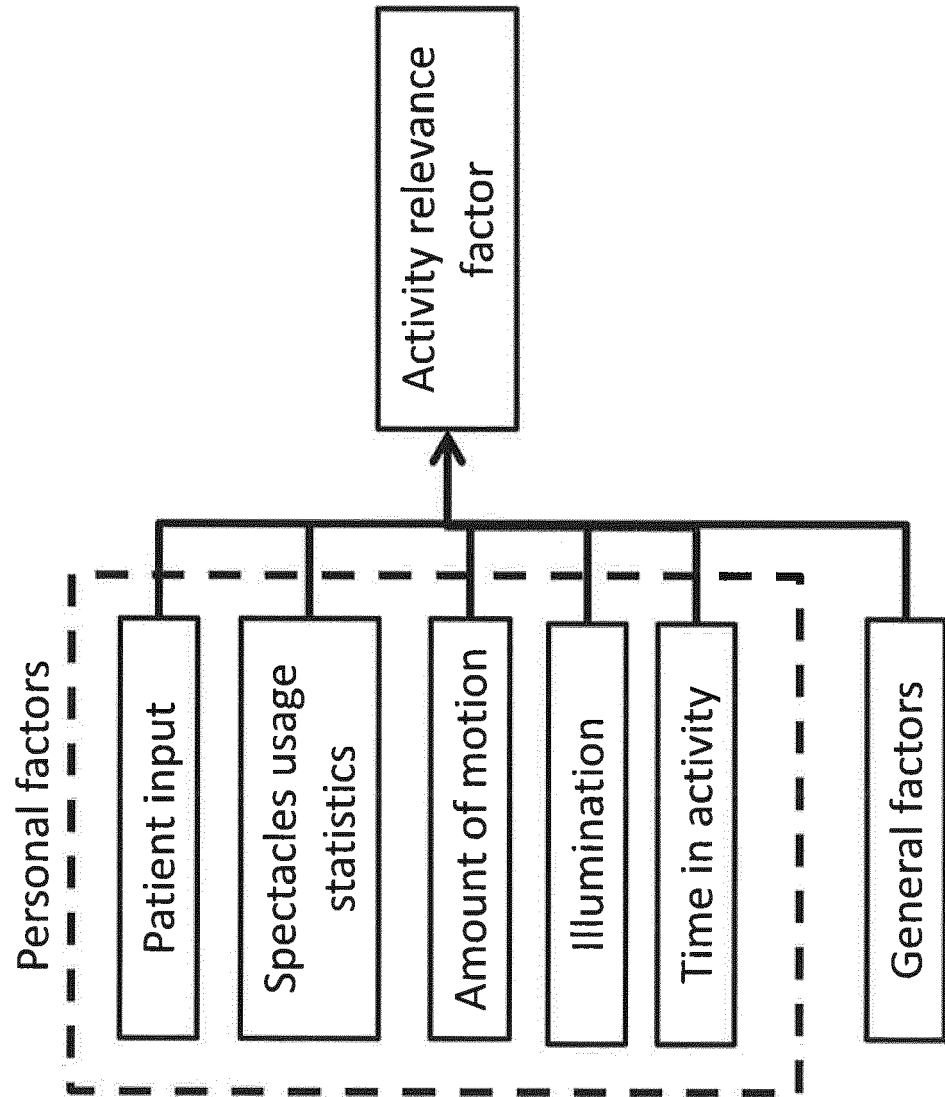 Personal factors
Patient input
Spectacles usage
statistics
Amount of motion
Illumination
Time in activity
General factors
Activity relevance
factor